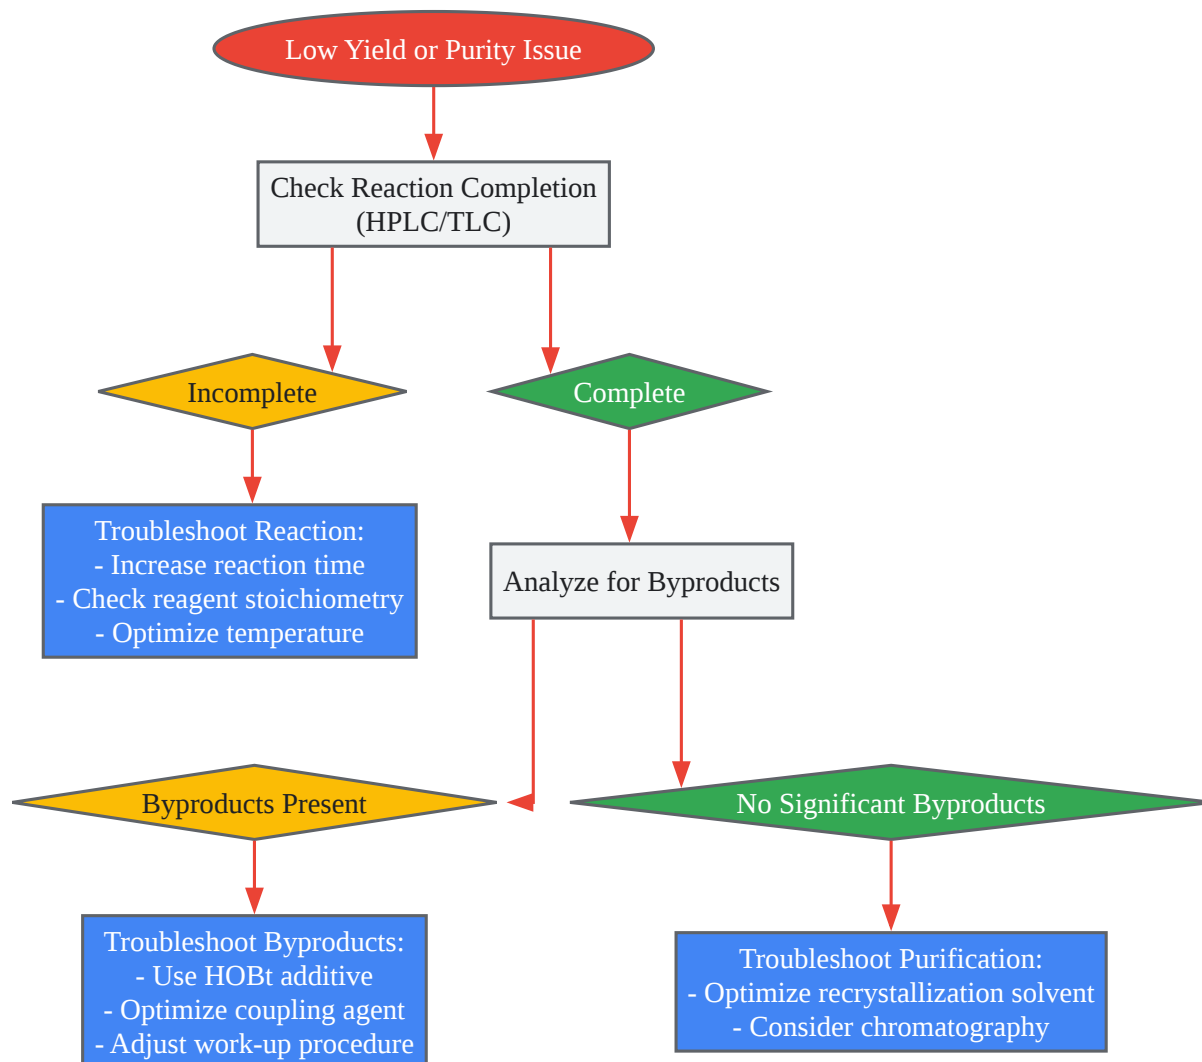 Low Yield or Purity Issue
Check Reaction Completion
(HPLC/TLC)
Incomplete
Complete
Troubleshoot Reaction:
- Increase reaction time
- Check reagent stoichiometry
- Optimize temperature
Analyze for Byproducts
Byproducts Present
No Significant Byproducts
Troubleshoot Byproducts:
- Use HOBt additive
- Optimize coupling agent
- Adjust work-up procedure
Troubleshoot Purification:
- Optimize recrystallization solvent
- Consider chromatography